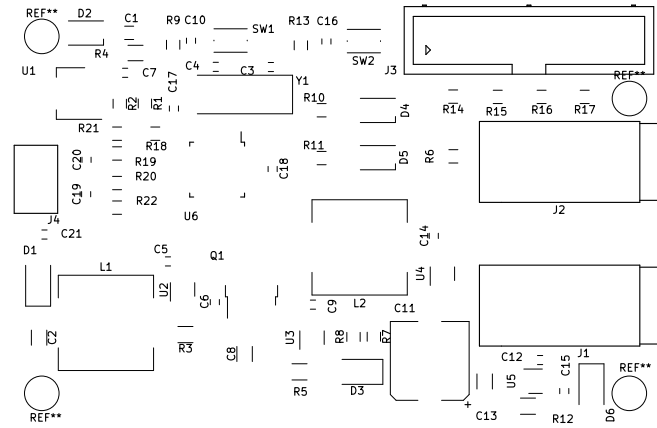 REF**
D2
C1
R9
C10
SW1
R13
C16
R4
SW2
J3
U1
C7
C4
C3
C17
Y1
REF**
R2
R1
R10
D4
R14
R15
R16
R17
R21
R18
R11
D5
R6
C20
R19
C18
R20
C19
R22
J4
U6
J2
C21
C14
D1
C5
Q1
L1
U4
U2
C6
C9
L2
C11
C2
R3
C8
U3
R8
R7
C12
J1
C15
REF**
U5
R5
D3
+
C13
R12
D6
REF**